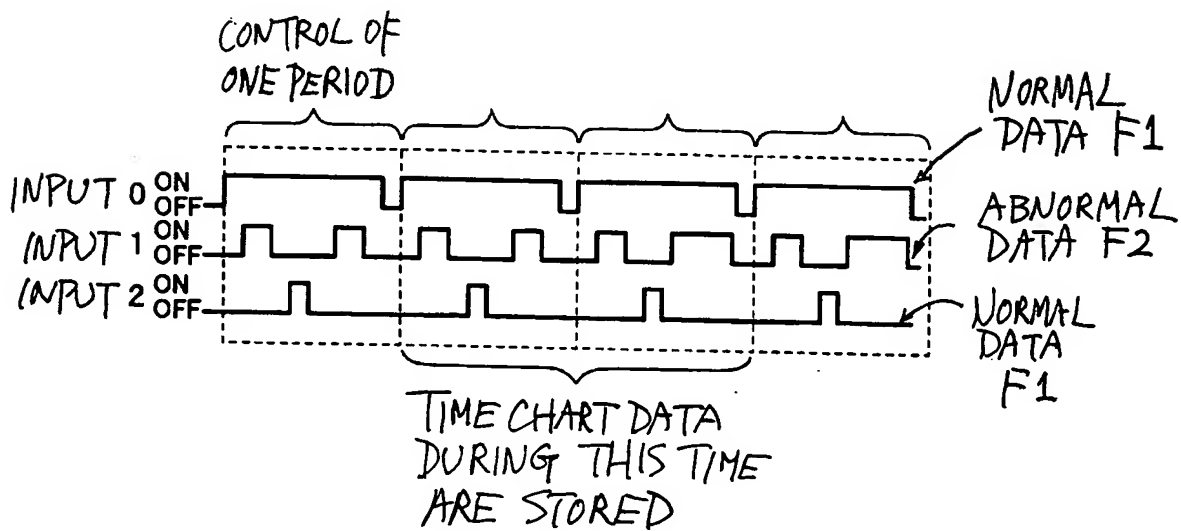 CONTROL OF
ONE PERIOD
NORMAL
DATA F1
INPUT 0 ON
OFF
ABNORMAL
DATA F2
INPUT 1 ON
OFF
INPUT 2 ON
OFF
NORMAL
DATA
F1
TIME CHART DATA
DURING THIS TIME
ARE STORED